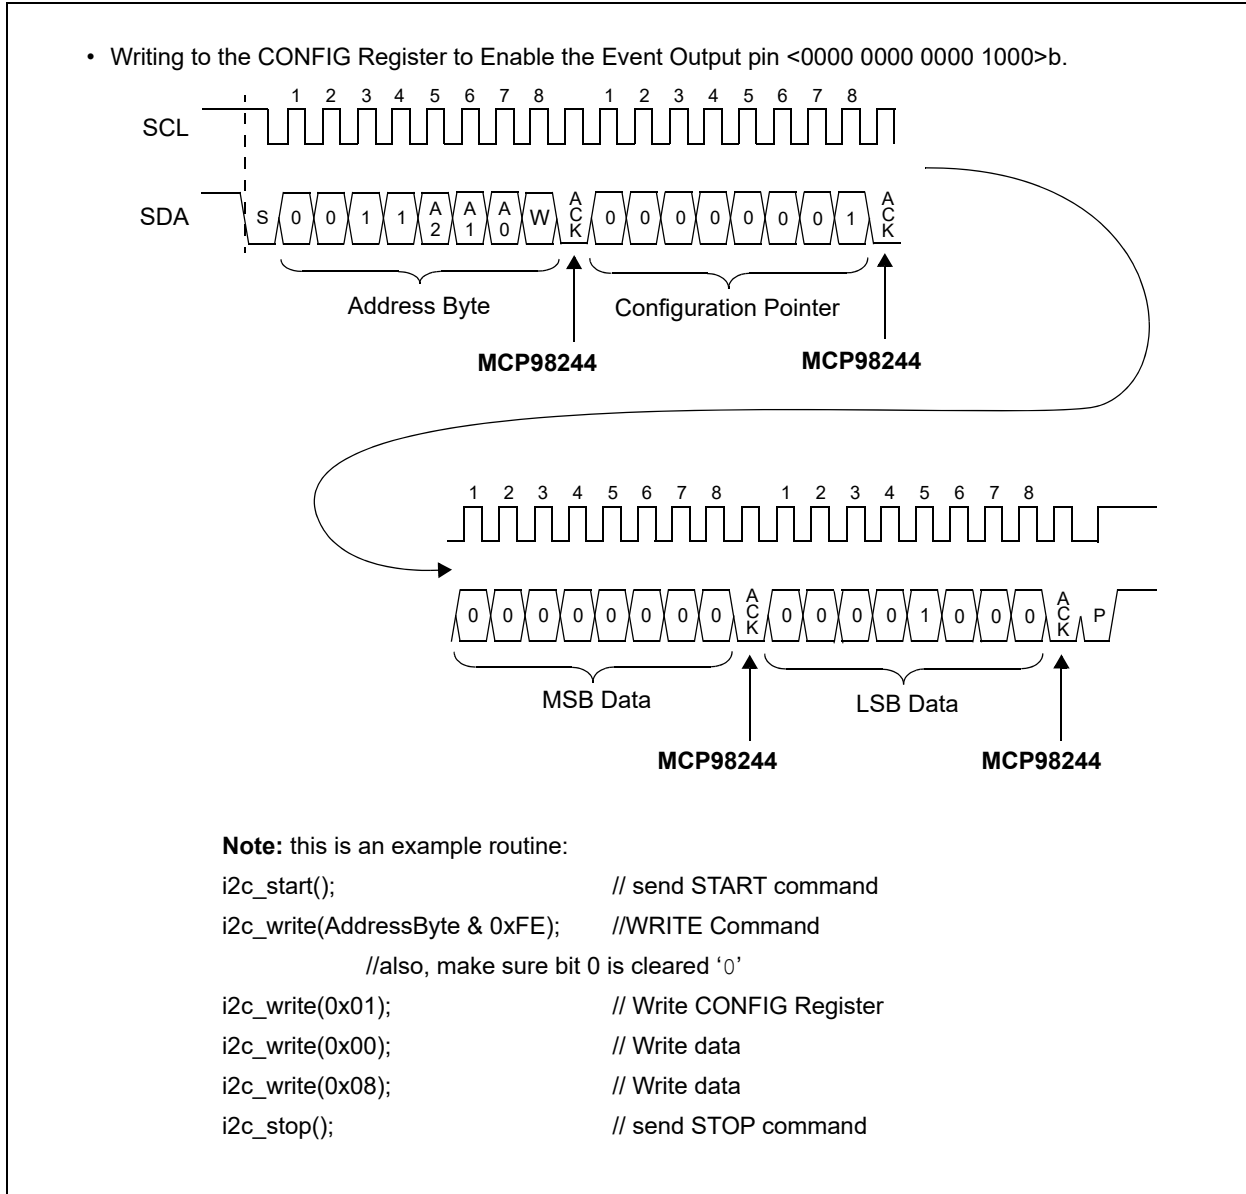 • Writing to the CONFIG Register to Enable the Event Output pin <0000 0000 0000 1000>b.
1 2 3 4 5 6 7 8 1 2 3 4 5 6 7 8
SCL
SDA S 0 0 1 1 A2 A1 A0 W ACK 0 0 0 0 0 0 0 1 ACK
Address Byte Configuration Pointer
MCP98244 MCP98244
1 2 3 4 5 6 7 8 1 2 3 4 5 6 7 8
0 0 0 0 0 0 0 0 ACK 0 0 0 0 1 0 0 0 ACK P
MSB Data LSB Data
MCP98244 MCP98244
Note: this is an example routine:
i2c_start(); // send START command
i2c_write(AddressByte & 0xFE); //WRITE Command
//also, make sure bit 0 is cleared ‘0’
i2c_write(0x01); // Write CONFIG Register
i2c_write(0x00); // Write data
i2c_write(0x08); // Write data
i2c_stop(); // send STOP command